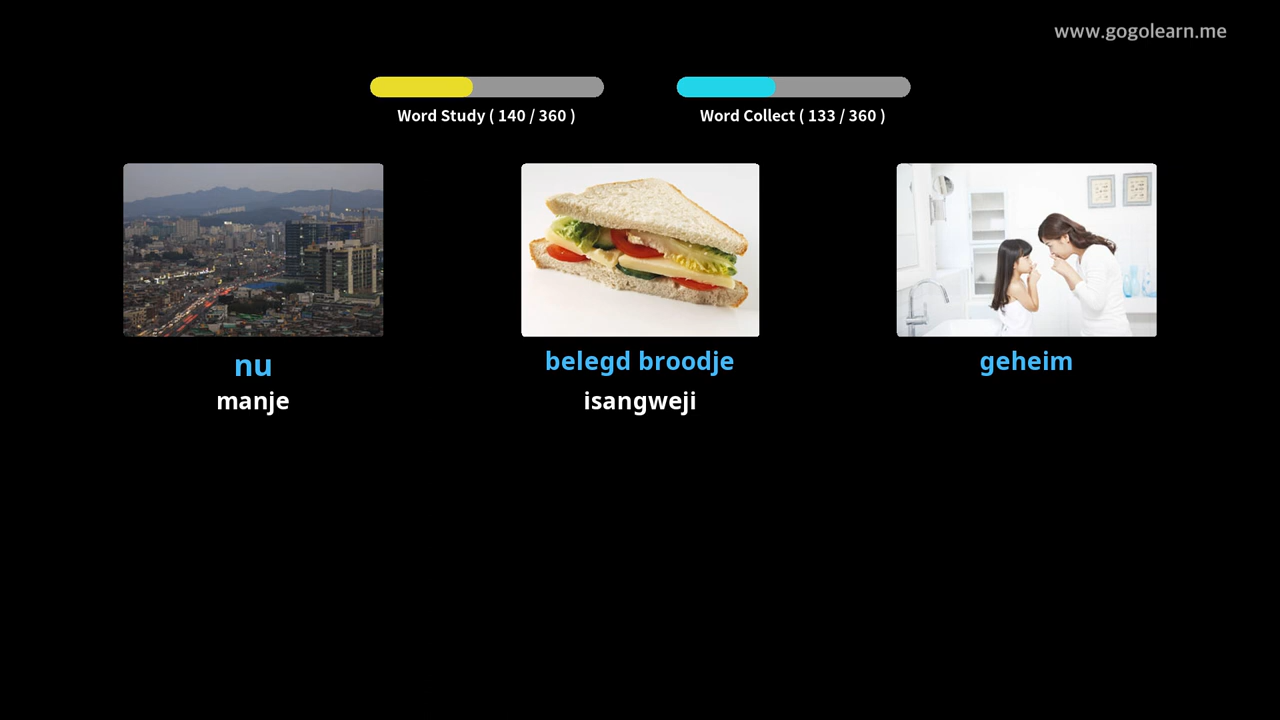 www.gogolearn.me
Word Study ( 140 / 360 )
Word Collect ( 133 / 360 )
nu
belegd broodje
geheim
manje
isangweji